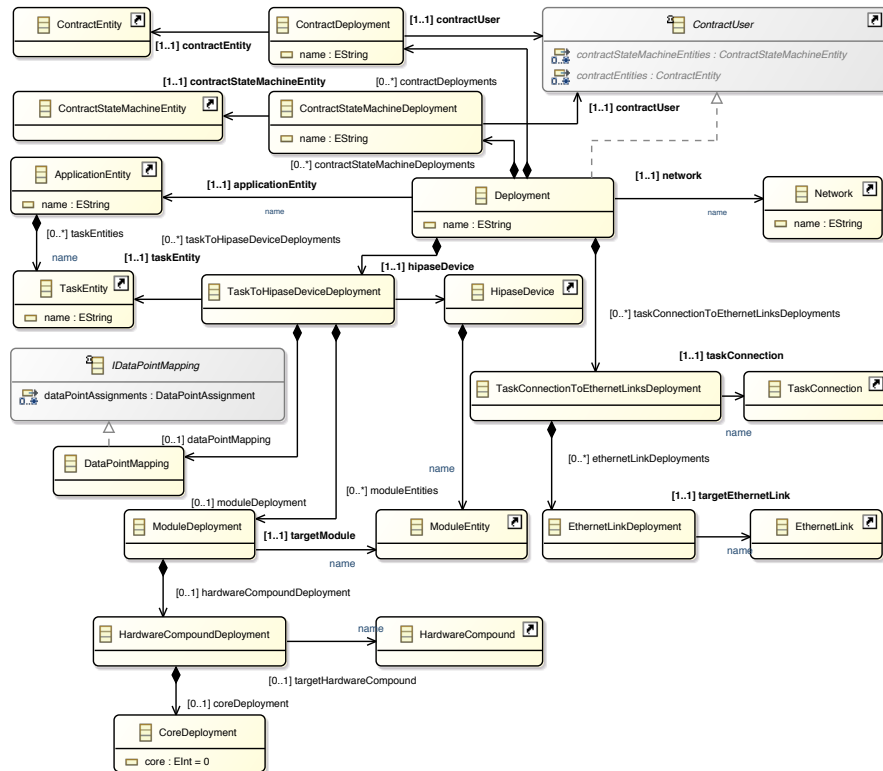 ContractEntity
[1..1] contractEntity
ContractDeployment
name : EString
[1..1] contractUser
ContractUser
contractStateMachineEntities : ContractStateMachineEntity
contractEntities : ContractEntity
[1..1] contractStateMachineEntity
[0..*] contractDeployments
ContractStateMachineEntity
ContractStateMachineDeployment
name : EString
[1..1] contractUser
[0..*] contractStateMachineDeployments
ApplicationEntity
name : EString
[1..1] applicationEntity
name
Deployment
name : EString
[1..1] network
name
Network
name : EString
[0..*] taskEntities
name
[0..*] taskToHipaseDeviceDeployments
[1..1] taskEntity
[1..1] hipaseDevice
TaskEntity
name : EString
TaskToHipaseDeviceDeployment
HipaseDevice
[0..*] taskConnectionToEthernetLinksDeployments
IDataPointMapping
dataPointAssignments : DataPointAssignment
[1..1] taskConnection
TaskConnectionToEthernetLinksDeployment
TaskConnection
name
[0..1] dataPointMapping
DataPointMapping
name
[0..*] ethernetLinkDeployments
[0..*] moduleEntities
[0..1] moduleDeployment
[1..1] targetEthernetLink
ModuleDeployment
[1..1] targetModule
name
ModuleEntity
EthernetLinkDeployment
name
EthernetLink
[0..1] hardwareCompoundDeployment
HardwareCompoundDeployment
name
HardwareCompound
[0..1] targetHardwareCompound
[0..1] coreDeployment
CoreDeployment
core : EInt = 0